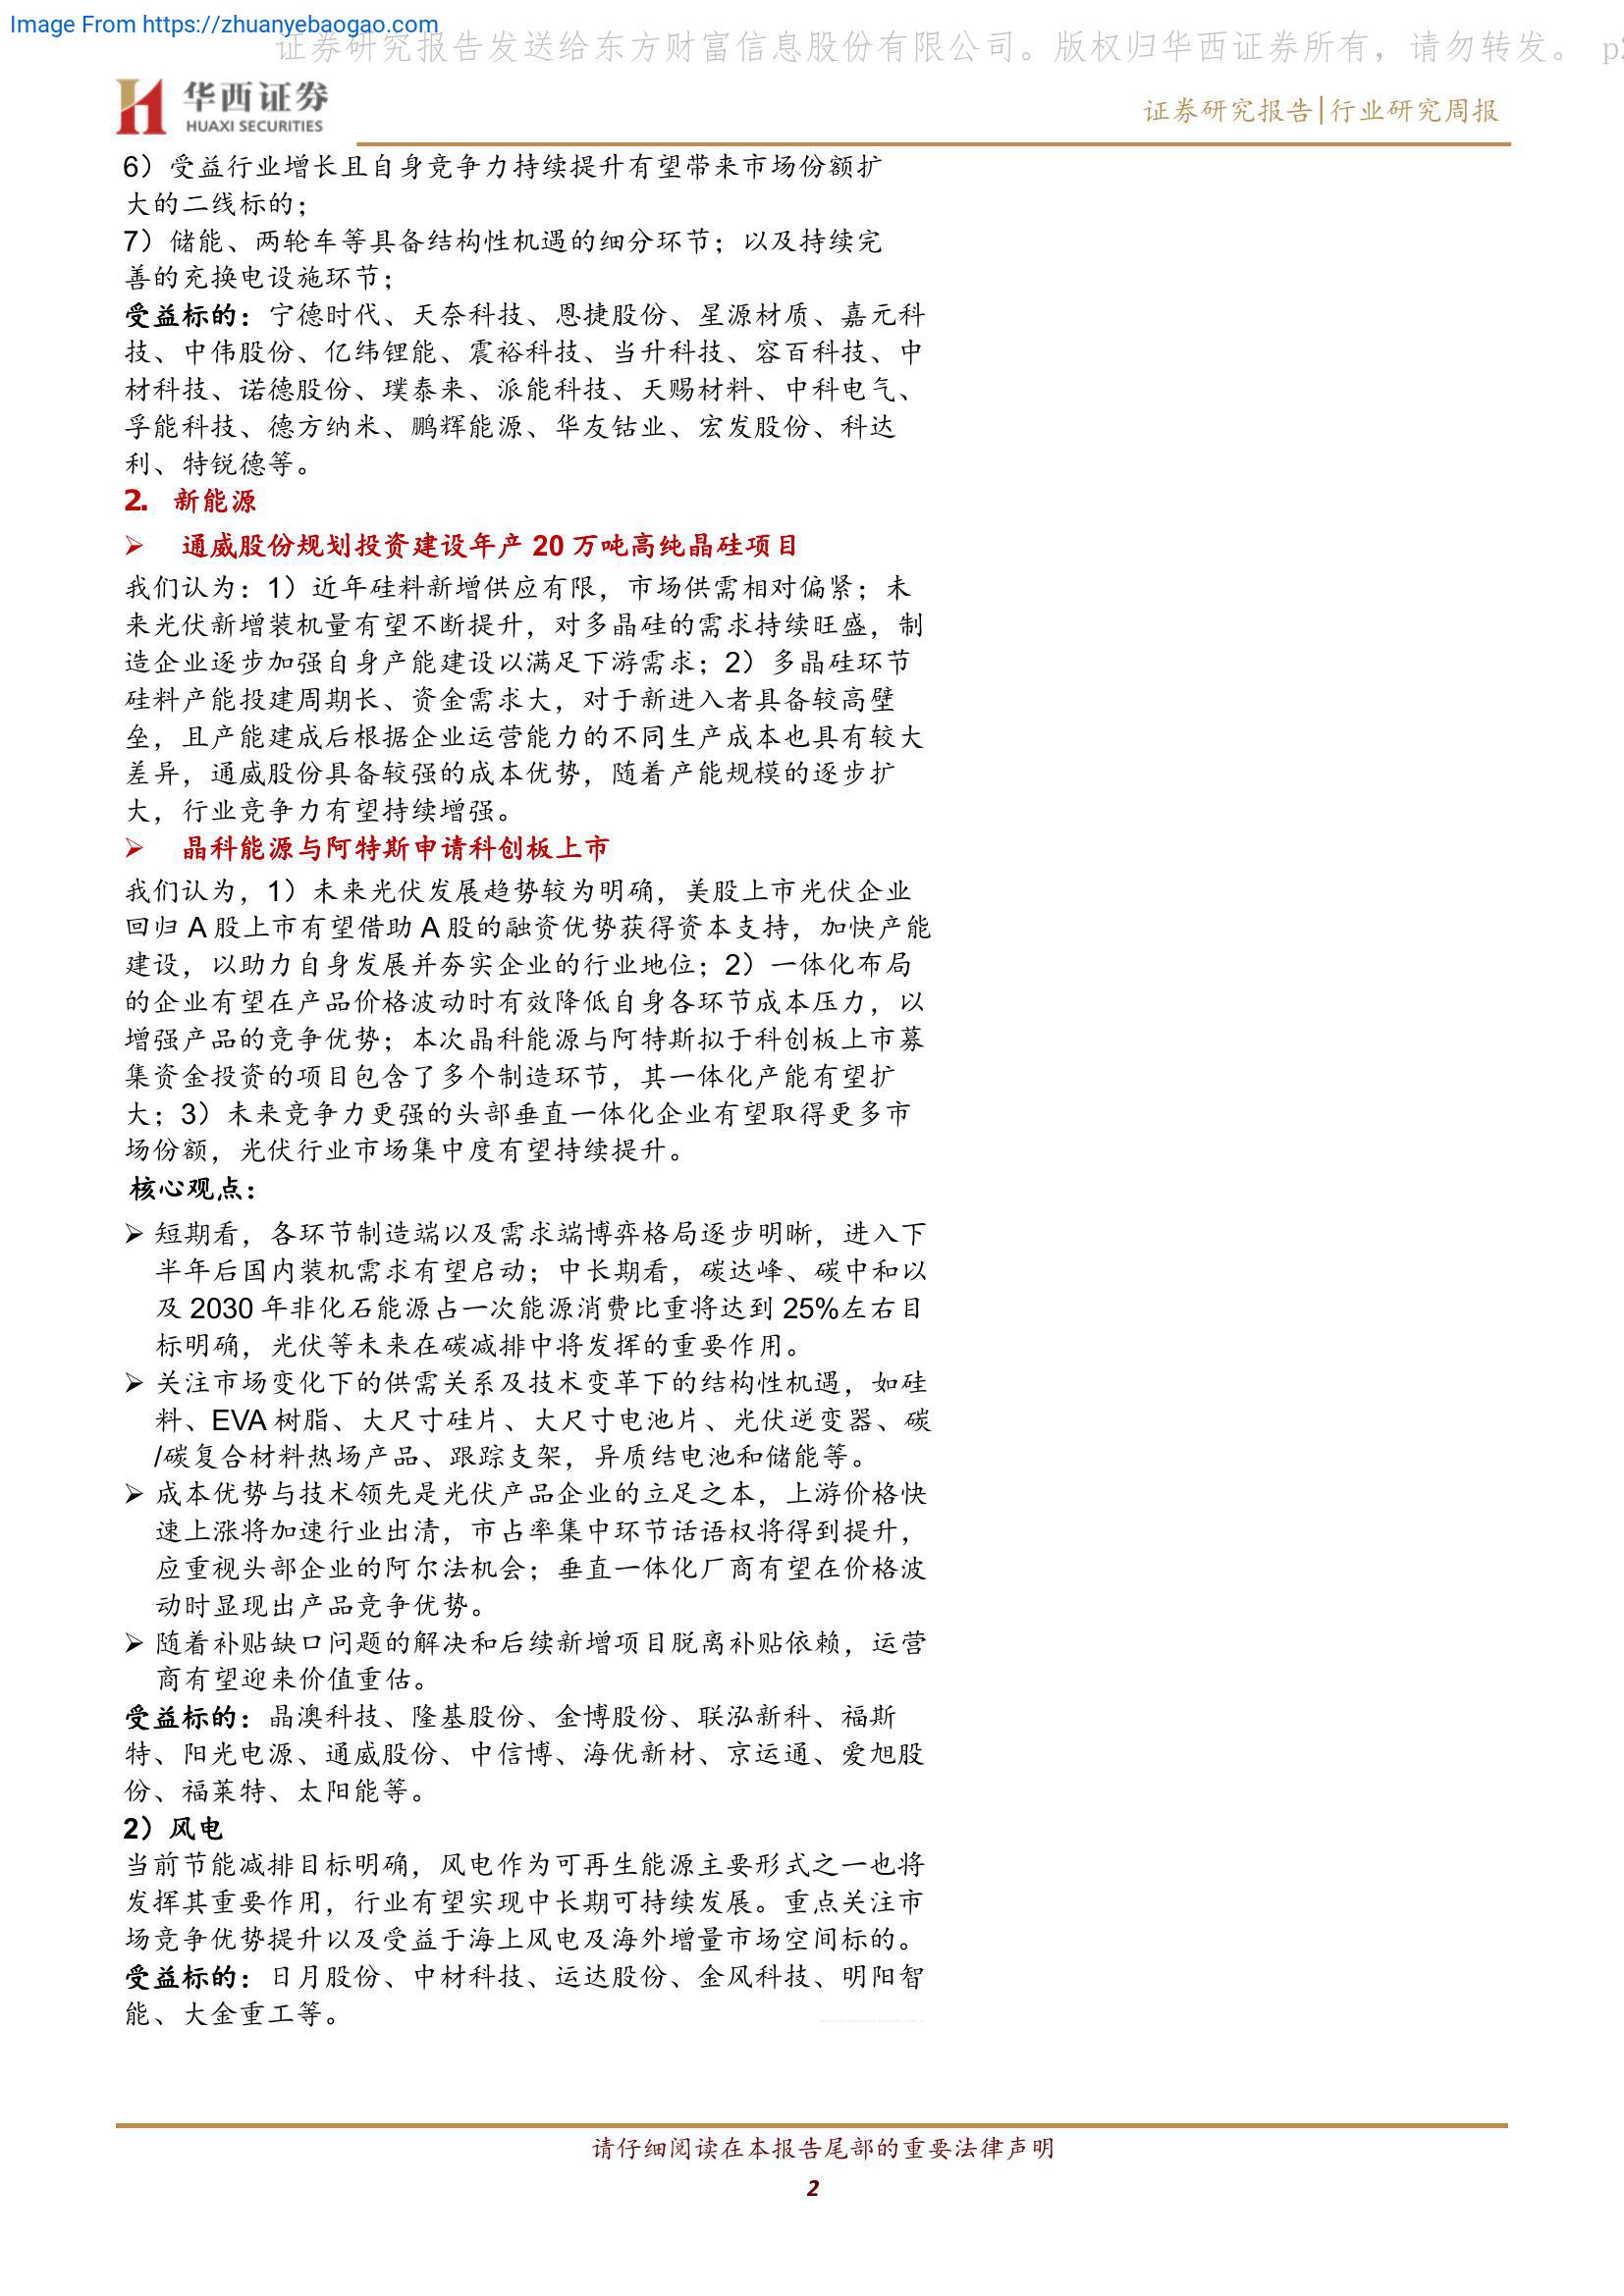 Image From https://zhuanyebaogao.com
证券研究报告发送给东方财富信息股份有限公司。版权归华西证券所有，请勿转发。 p2
华西证券
HUAXI SECURITIES
证券研究报告|行业研究周报
6）受益行业增长且自身竞争力持续提升有望带来市场份额扩
大的二线标的；
7）储能、两轮车等具备结构性机遇的细分环节；以及持续完
善的充换电设施环节；
受益标的：宁德时代、天奈科技、恩捷股份、星源材质、嘉元科
技、中伟股份、亿纬锂能、震裕科技、当升科技、容百科技、中
材科技、诺德股份、璞泰来、派能科技、天赐材料、中科电气、
孚能科技、德方纳米、鹏辉能源、华友钴业、宏发股份、科达
利、特锐德等。
2. 新能源
➢ 通威股份规划投资建设年产 20 万吨高纯晶硅项目
我们认为：1）近年硅料新增供应有限，市场供需相对偏紧；未
来光伏新增装机量有望不断提升，对多晶硅的需求持续旺盛，制
造企业逐步加强自身产能建设以满足下游需求；2）多晶硅环节
硅料产能投建周期长、资金需求大，对于新进入者具备较高壁
垒，且产能建成后根据企业运营能力的不同生产成本也具有较大
差异，通威股份具备较强的成本优势，随着产能规模的逐步扩
大，行业竞争力有望持续增强。
➢ 晶科能源与阿特斯申请科创板上市
我们认为，1）未来光伏发展趋势较为明确，美股上市光伏企业
回归 A 股上市有望借助 A 股的融资优势获得资本支持，加快产能
建设，以助力自身发展并夯实企业的行业地位；2）一体化布局
的企业有望在产品价格波动时有效降低自身各环节成本压力，以
增强产品的竞争优势；本次晶科能源与阿特斯拟于科创板上市募
集资金投资的项目包含了多个制造环节，其一体化产能有望扩
大；3）未来竞争力更强的头部垂直一体化企业有望取得更多市
场份额，光伏行业市场集中度有望持续提升。
核心观点：
➢ 短期看，各环节制造端以及需求端博弈格局逐步明晰，进入下
半年后国内装机需求有望启动；中长期看，碳达峰、碳中和以
及 2030 年非化石能源占一次能源消费比重将达到 25%左右目
标明确，光伏等未来在碳减排中将发挥的重要作用。
➢ 关注市场变化下的供需关系及技术变革下的结构性机遇，如硅
料、EVA 树脂、大尺寸硅片、大尺寸电池片、光伏逆变器、碳
/碳复合材料热场产品、跟踪支架，异质结电池和储能等。
➢ 成本优势与技术领先是光伏产品企业的立足之本，上游价格快
速上涨将加速行业出清，市占率集中环节话语权将得到提升，
应重视头部企业的阿尔法机会；垂直一体化厂商有望在价格波
动时显现出产品竞争优势。
➢ 随着补贴缺口问题的解决和后续新增项目脱离补贴依赖，运营
商有望迎来价值重估。
受益标的：晶澳科技、隆基股份、金博股份、联泓新科、福斯
特、阳光电源、通威股份、中信博、海优新材、京运通、爱旭股
份、福莱特、太阳能等。
2）风电
当前节能减排目标明确，风电作为可再生能源主要形式之一也将
发挥其重要作用，行业有望实现中长期可持续发展。重点关注市
场竞争优势提升以及受益于海上风电及海外增量市场空间标的。
受益标的：日月股份、中材科技、运达股份、金风科技、明阳智
能、大金重工等。
请仔细阅读在本报告尾部的重要法律声明
2